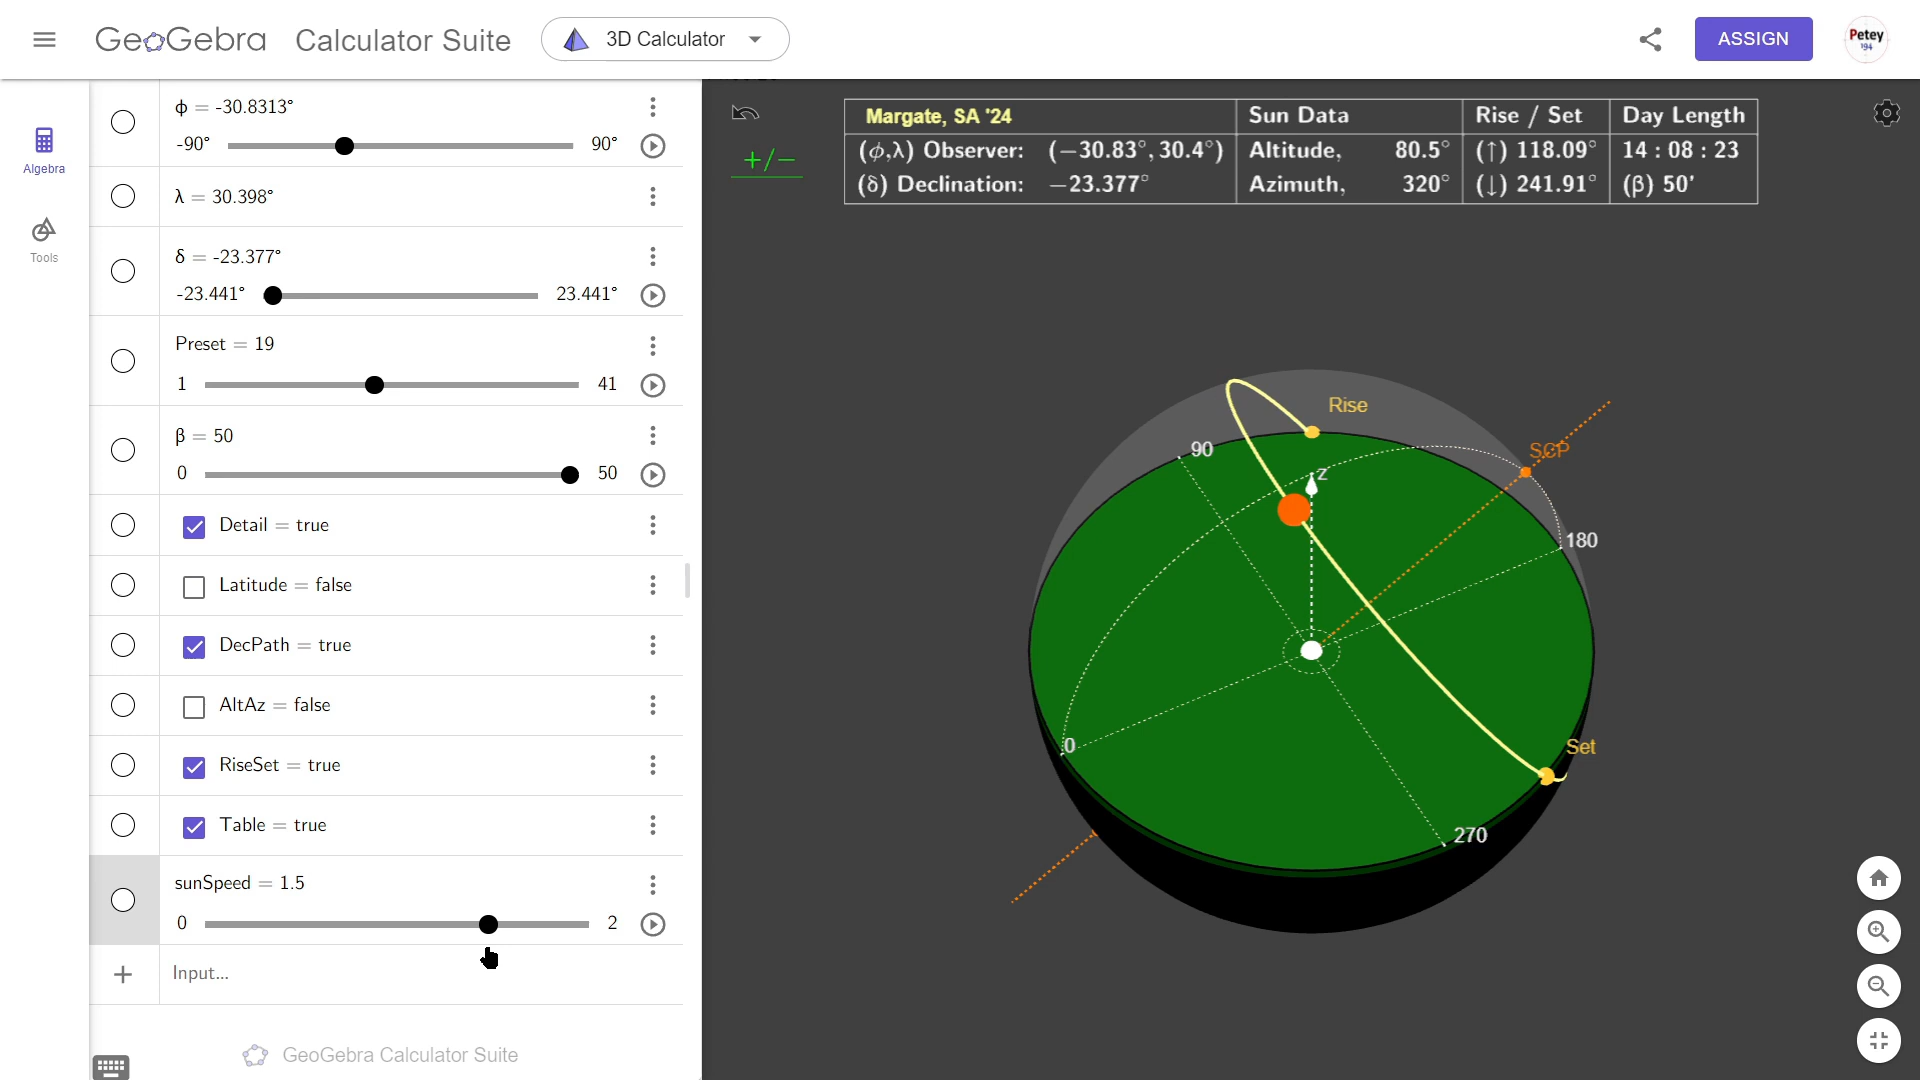 GeoGebra Calculator Suite
3D Calculator
ASSIGN
Petey
'94
Algebra
Tools
ϕ = -30.8313°
-90° 90°
λ = 30.398°
δ = -23.377°
-23.441° 23.441°
Preset = 19
1 41
β = 50
0 50
Detail = true
Latitude = false
DecPath = true
AltAz = false
RiseSet = true
Table = true
sunSpeed = 1.5
0 2
Input...
GeoGebra Calculator Suite
+/−
Margate, SA '24 Sun Data Rise / Set Day Length
(ϕ,λ) Observer: (−30.83°, 30.4°) Altitude, 80.5° (↑) 118.09° 14 : 08 : 23
(δ) Declination: −23.377° Azimuth, 320° (↓) 241.91° (β) 50'
Rise
90
SCP
z
180
0
Set
270